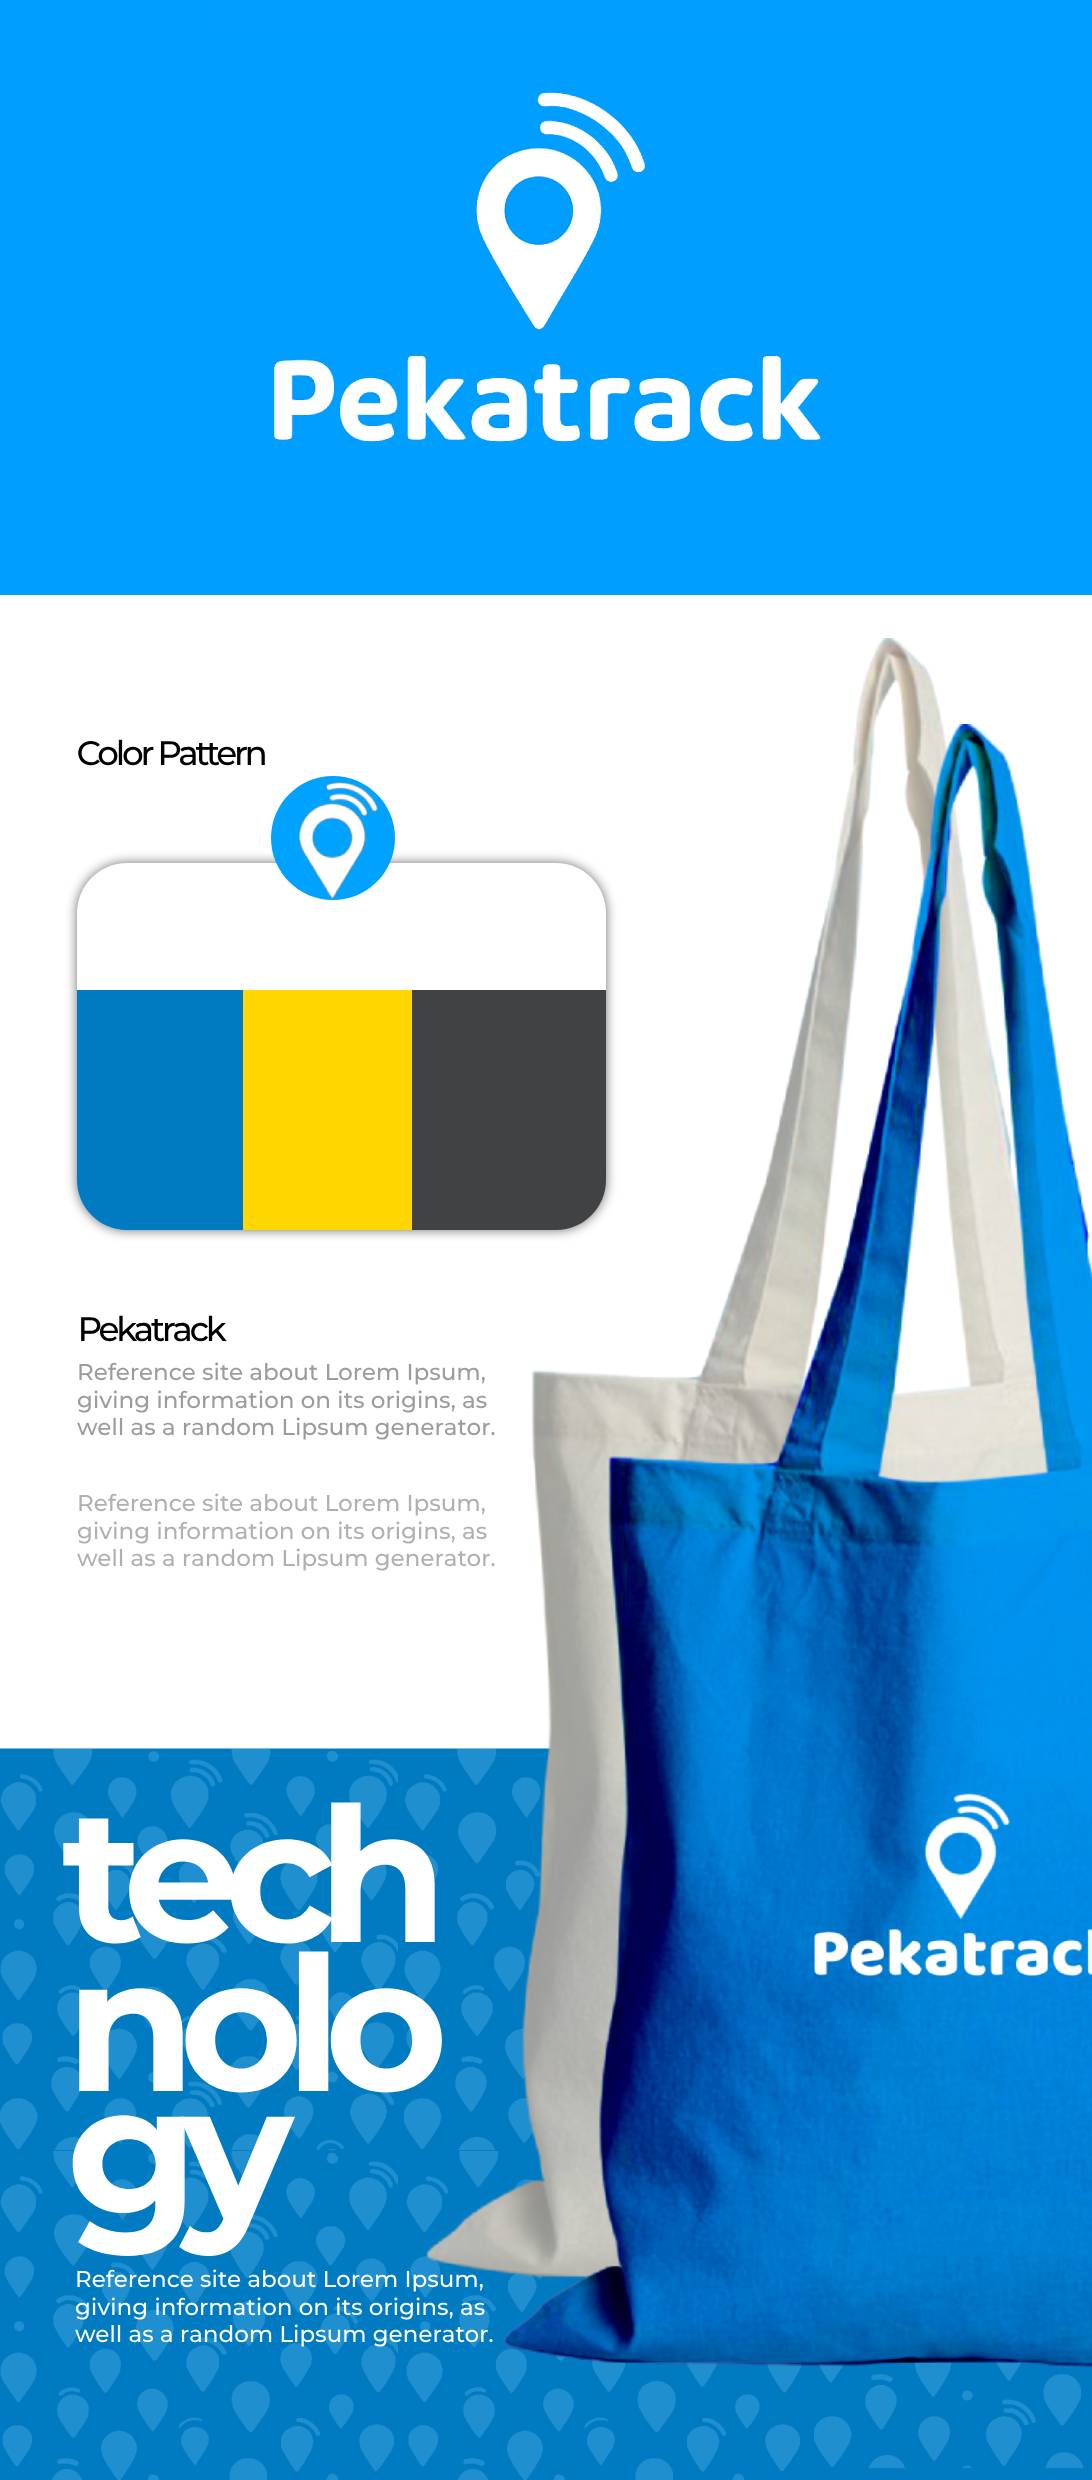 Pekatrack
Color Pattern
Pekatrack
Reference site about Lorem Ipsum,
giving information on its origins, as
well as a random Lipsum generator.
Reference site about Lorem Ipsum,
giving information on its origins, as
well as a random Lipsum generator.
tech
nolo
gy
Reference site about Lorem Ipsum,
giving information on its origins, as
well as a random Lipsum generator.
Pekatrack